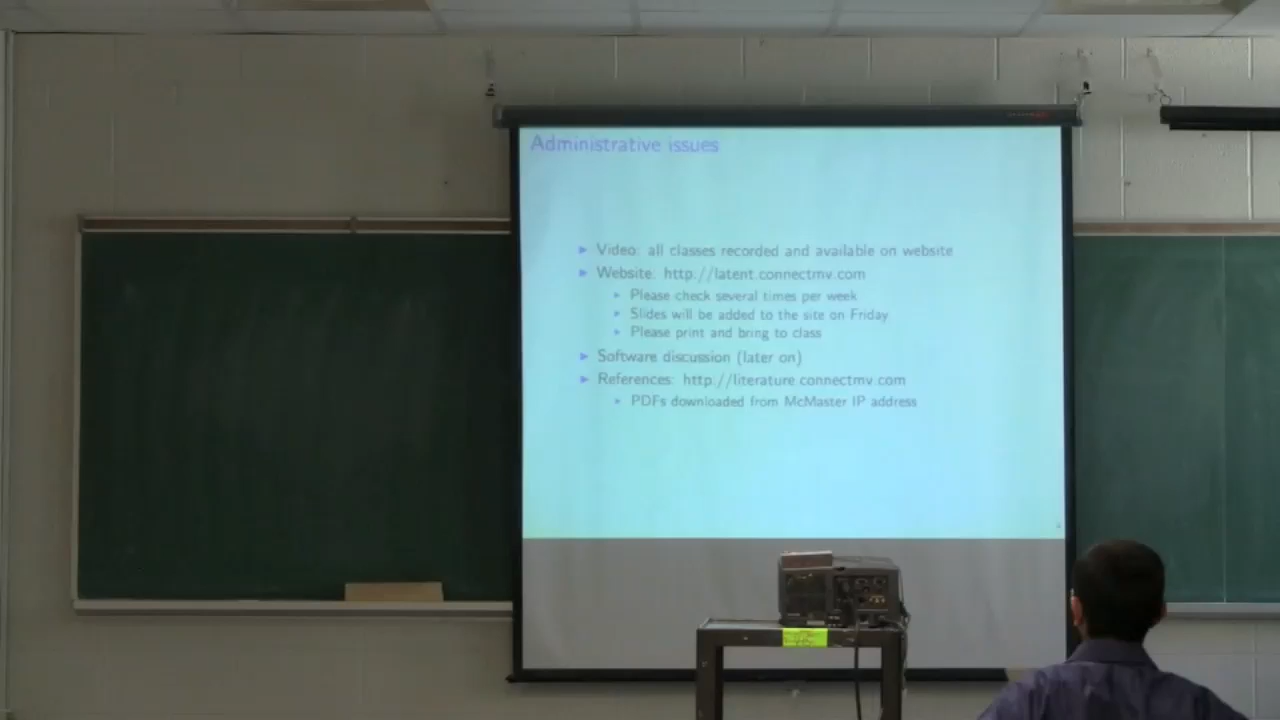 Administrative issues
Video: all classes recorded and available on website
Website: http://latent.connectmv.com
Please check several times per week
Slides will be added to the site on Friday
Please print and bring to class
Software discussion (later on)
References: http://literature.connectmv.com
PDFs downloaded from McMaster IP address